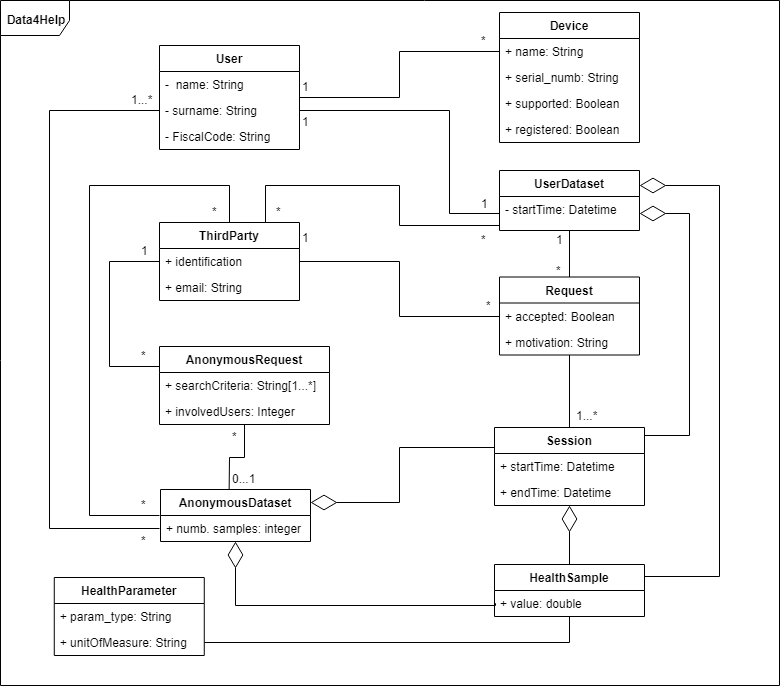 Data4Help
Device
+ name: String
+ serial_numb: String
+ supported: Boolean
+ registered: Boolean
User
- name: String
- surname: String
- FiscalCode: String
*
1
1
1...*
UserDataset
- startTime: Datetime
1
*
1
*
*
ThirdParty
+ identification
+ email: String
1
1
*
*
Request
+ accepted: Boolean
+ motivation: String
AnonymousRequest
+ searchCriteria: String[1...*]
+ involvedUsers: Integer
*
*
0...1
1...*
Session
+ startTime: Datetime
+ endTime: Datetime
AnonymousDataset
+ numb. samples: integer
*
*
HealthSample
+ value: double
HealthParameter
+ param_type: String
+ unitOfMeasure: String